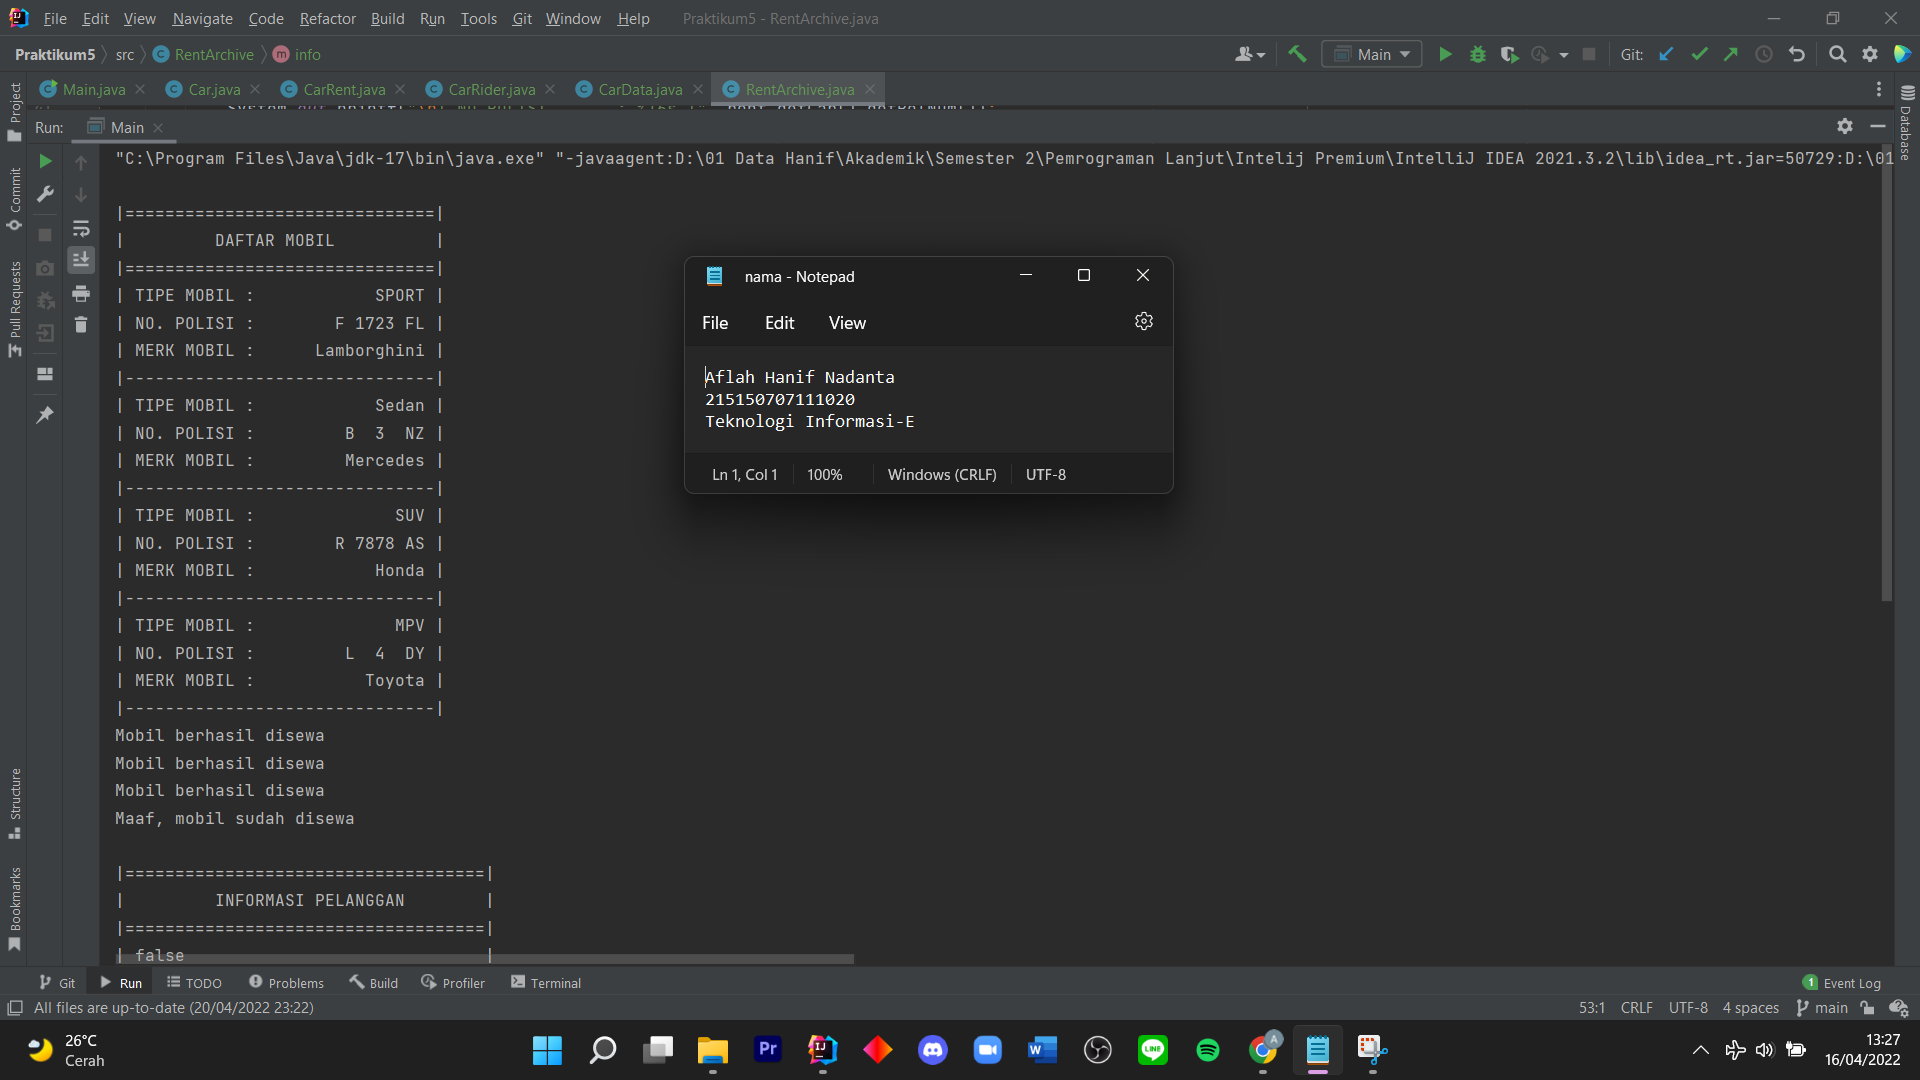 File Edit View Navigate Code Refactor Build Run Tools Git Window Help Praktikum5 - RentArchive.java
Praktikum5 src RentArchive info Main Git:
Main.java Car.java CarRent.java CarRider.java CarData.java RentArchive.java
Run: Main
"C:\Program Files\Java\jdk-17\bin\java.exe" "-javaagent:D:\01 Data Hanif\Akademik\Semester 2\Pemrograman Lanjut\Intelij Premium\IntelliJ IDEA 2021.3.2\lib\idea_rt.jar=50729:D:\01
|===============================|
| DAFTAR MOBIL |
|===============================|
| TIPE MOBIL : SPORT |
| NO. POLISI : F 1723 FL |
| MERK MOBIL : Lamborghini |
|-------------------------------|
| TIPE MOBIL : Sedan |
| NO. POLISI : B 3 NZ |
| MERK MOBIL : Mercedes |
|-------------------------------|
| TIPE MOBIL : SUV |
| NO. POLISI : R 7878 AS |
| MERK MOBIL : Honda |
|-------------------------------|
| TIPE MOBIL : MPV |
| NO. POLISI : L 4 DY |
| MERK MOBIL : Toyota |
|-------------------------------|
Mobil berhasil disewa
Mobil berhasil disewa
Mobil berhasil disewa
Maaf, mobil sudah disewa
|====================================|
| INFORMASI PELANGGAN |
|====================================|
| false |
nama - Notepad
File Edit View
Aflah Hanif Nadanta
215150707111020
Teknologi Informasi-E
Ln 1, Col 1 100% Windows (CRLF) UTF-8
Project
Commit
Pull Requests
Structure
Bookmarks
Database
Git Run TODO Problems Build Profiler Terminal 1 Event Log
All files are up-to-date (20/04/2022 23:22) 53:1 CRLF UTF-8 4 spaces main
26°C
Cerah
Pr
IJ
LINE
A
13:27
16/04/2022